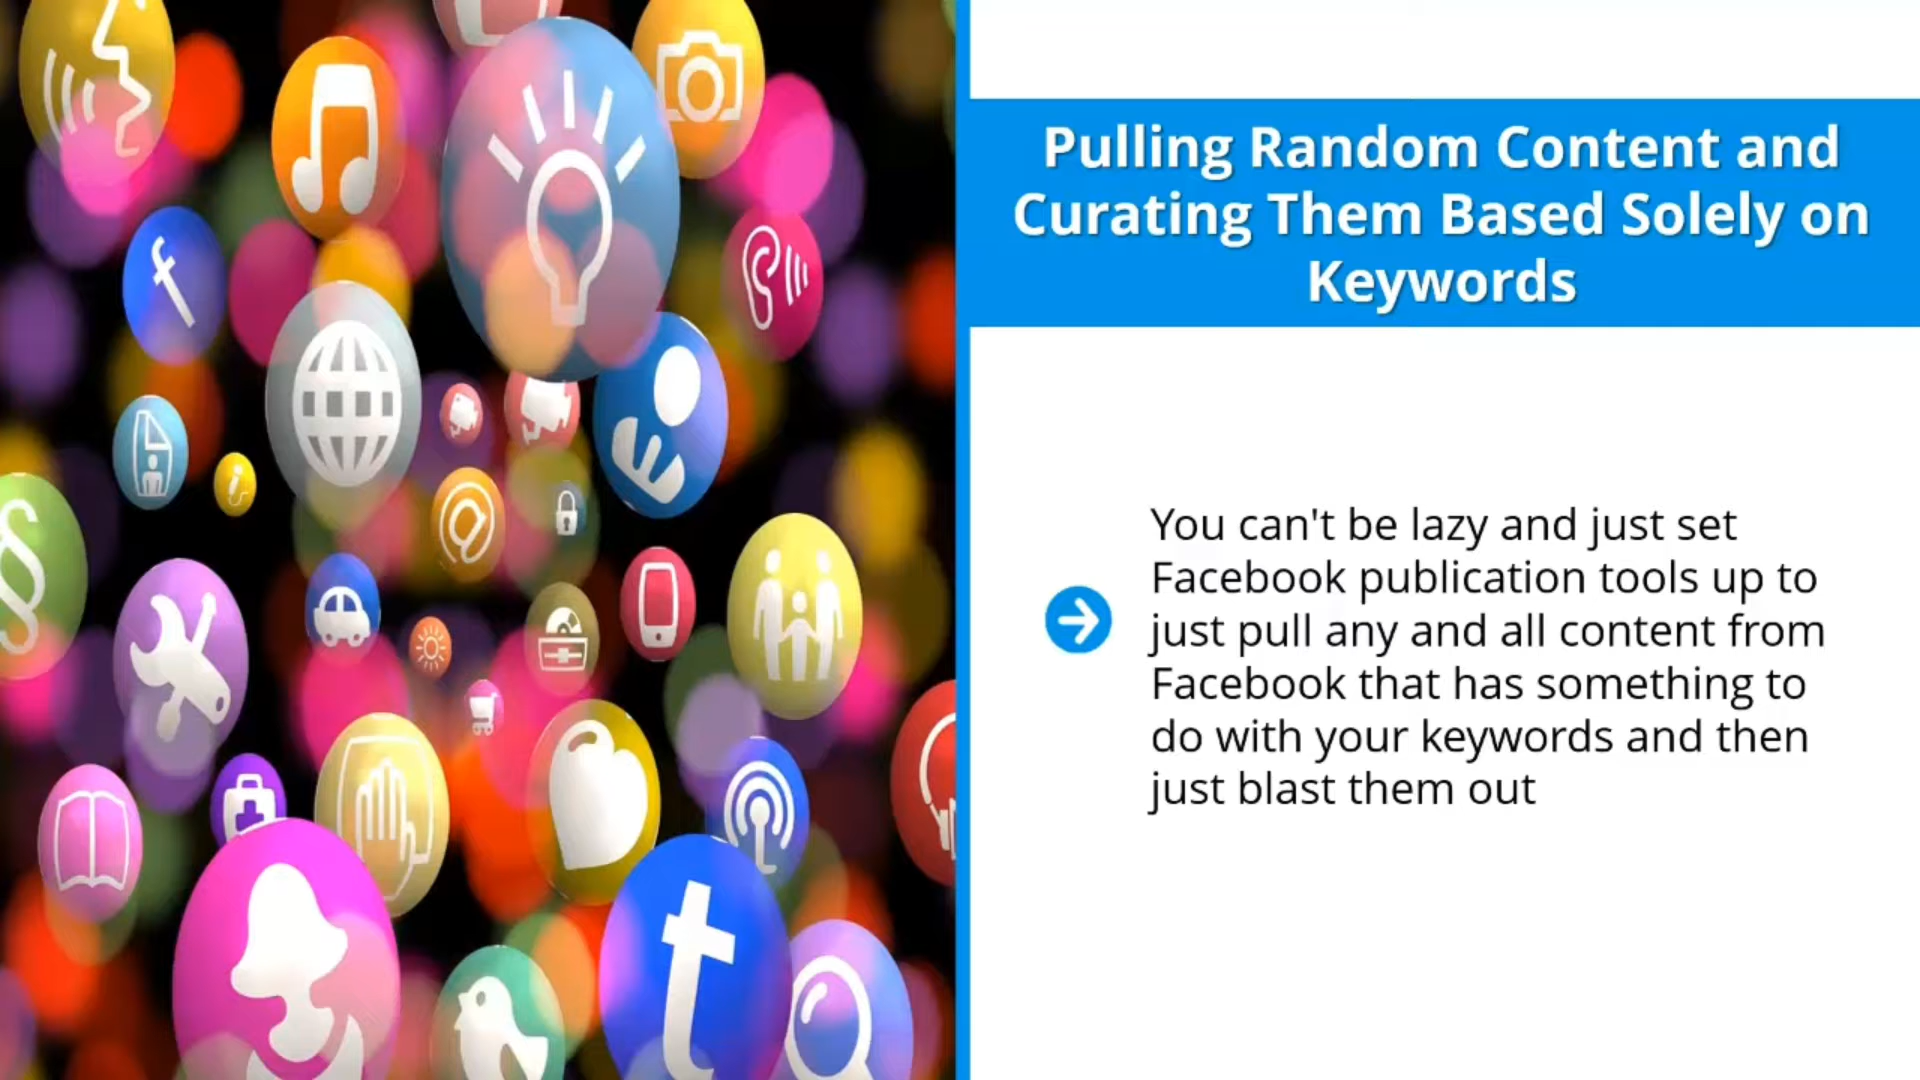 Pulling Random Content and
Curating Them Based Solely on
Keywords
You can't be lazy and just set
Facebook publication tools up to
just pull any and all content from
Facebook that has something to
do with your keywords and then
just blast them out